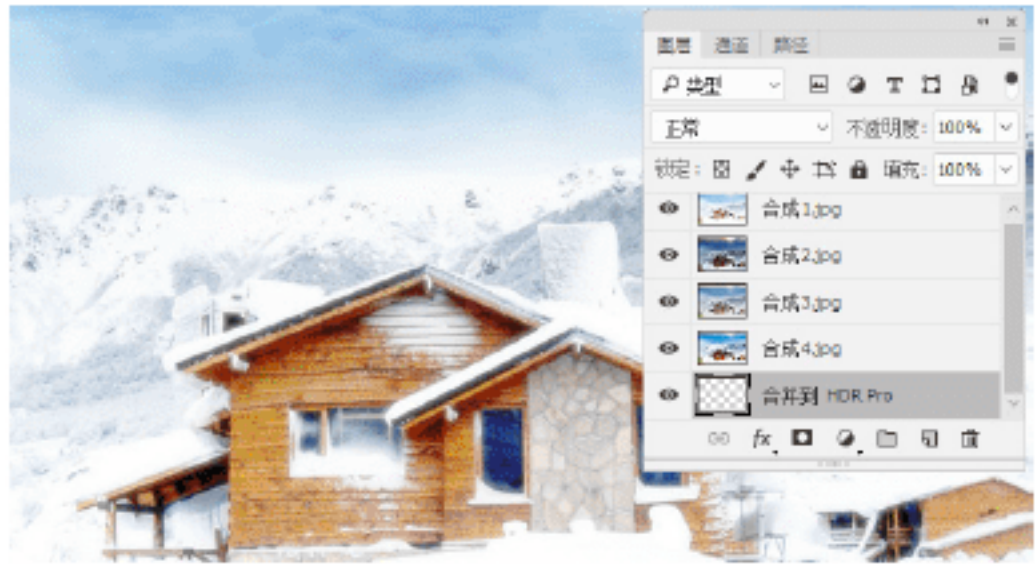 图层 通道 路径
类型
正常 不透明度: 100%
锁定: 填充: 100%
合成1.jpg
合成2.jpg
合成3.jpg
合成4.jpg
合并到 HDR Pro
fx